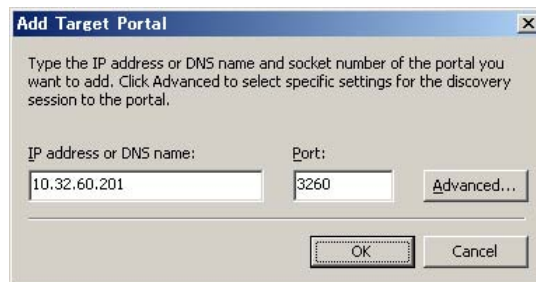 Add Target Portal
Type the IP address or DNS name and socket number of the portal you
want to add. Click Advanced to select specific settings for the discovery
session to the portal.
IP address or DNS name: Port:
10.32.60.201 3260 Advanced...
OK Cancel